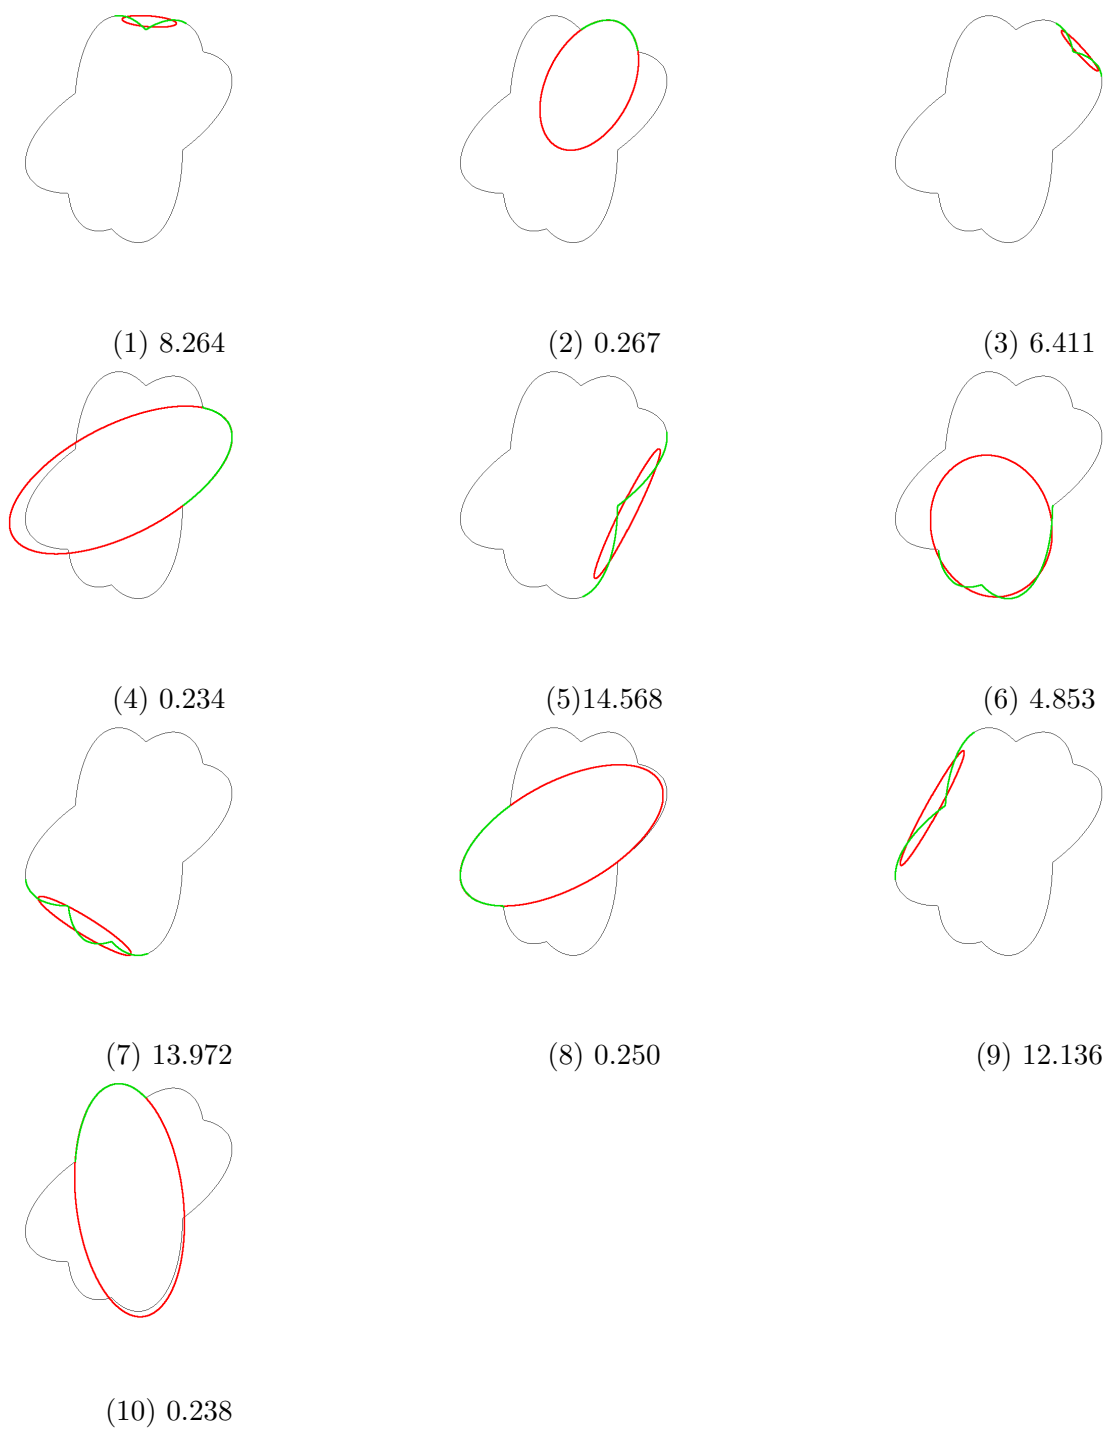 (1) 8.264 (2) 0.267 (3) 6.411
(4) 0.234 (5)14.568 (6) 4.853
(7) 13.972 (8) 0.250 (9) 12.136
(10) 0.238